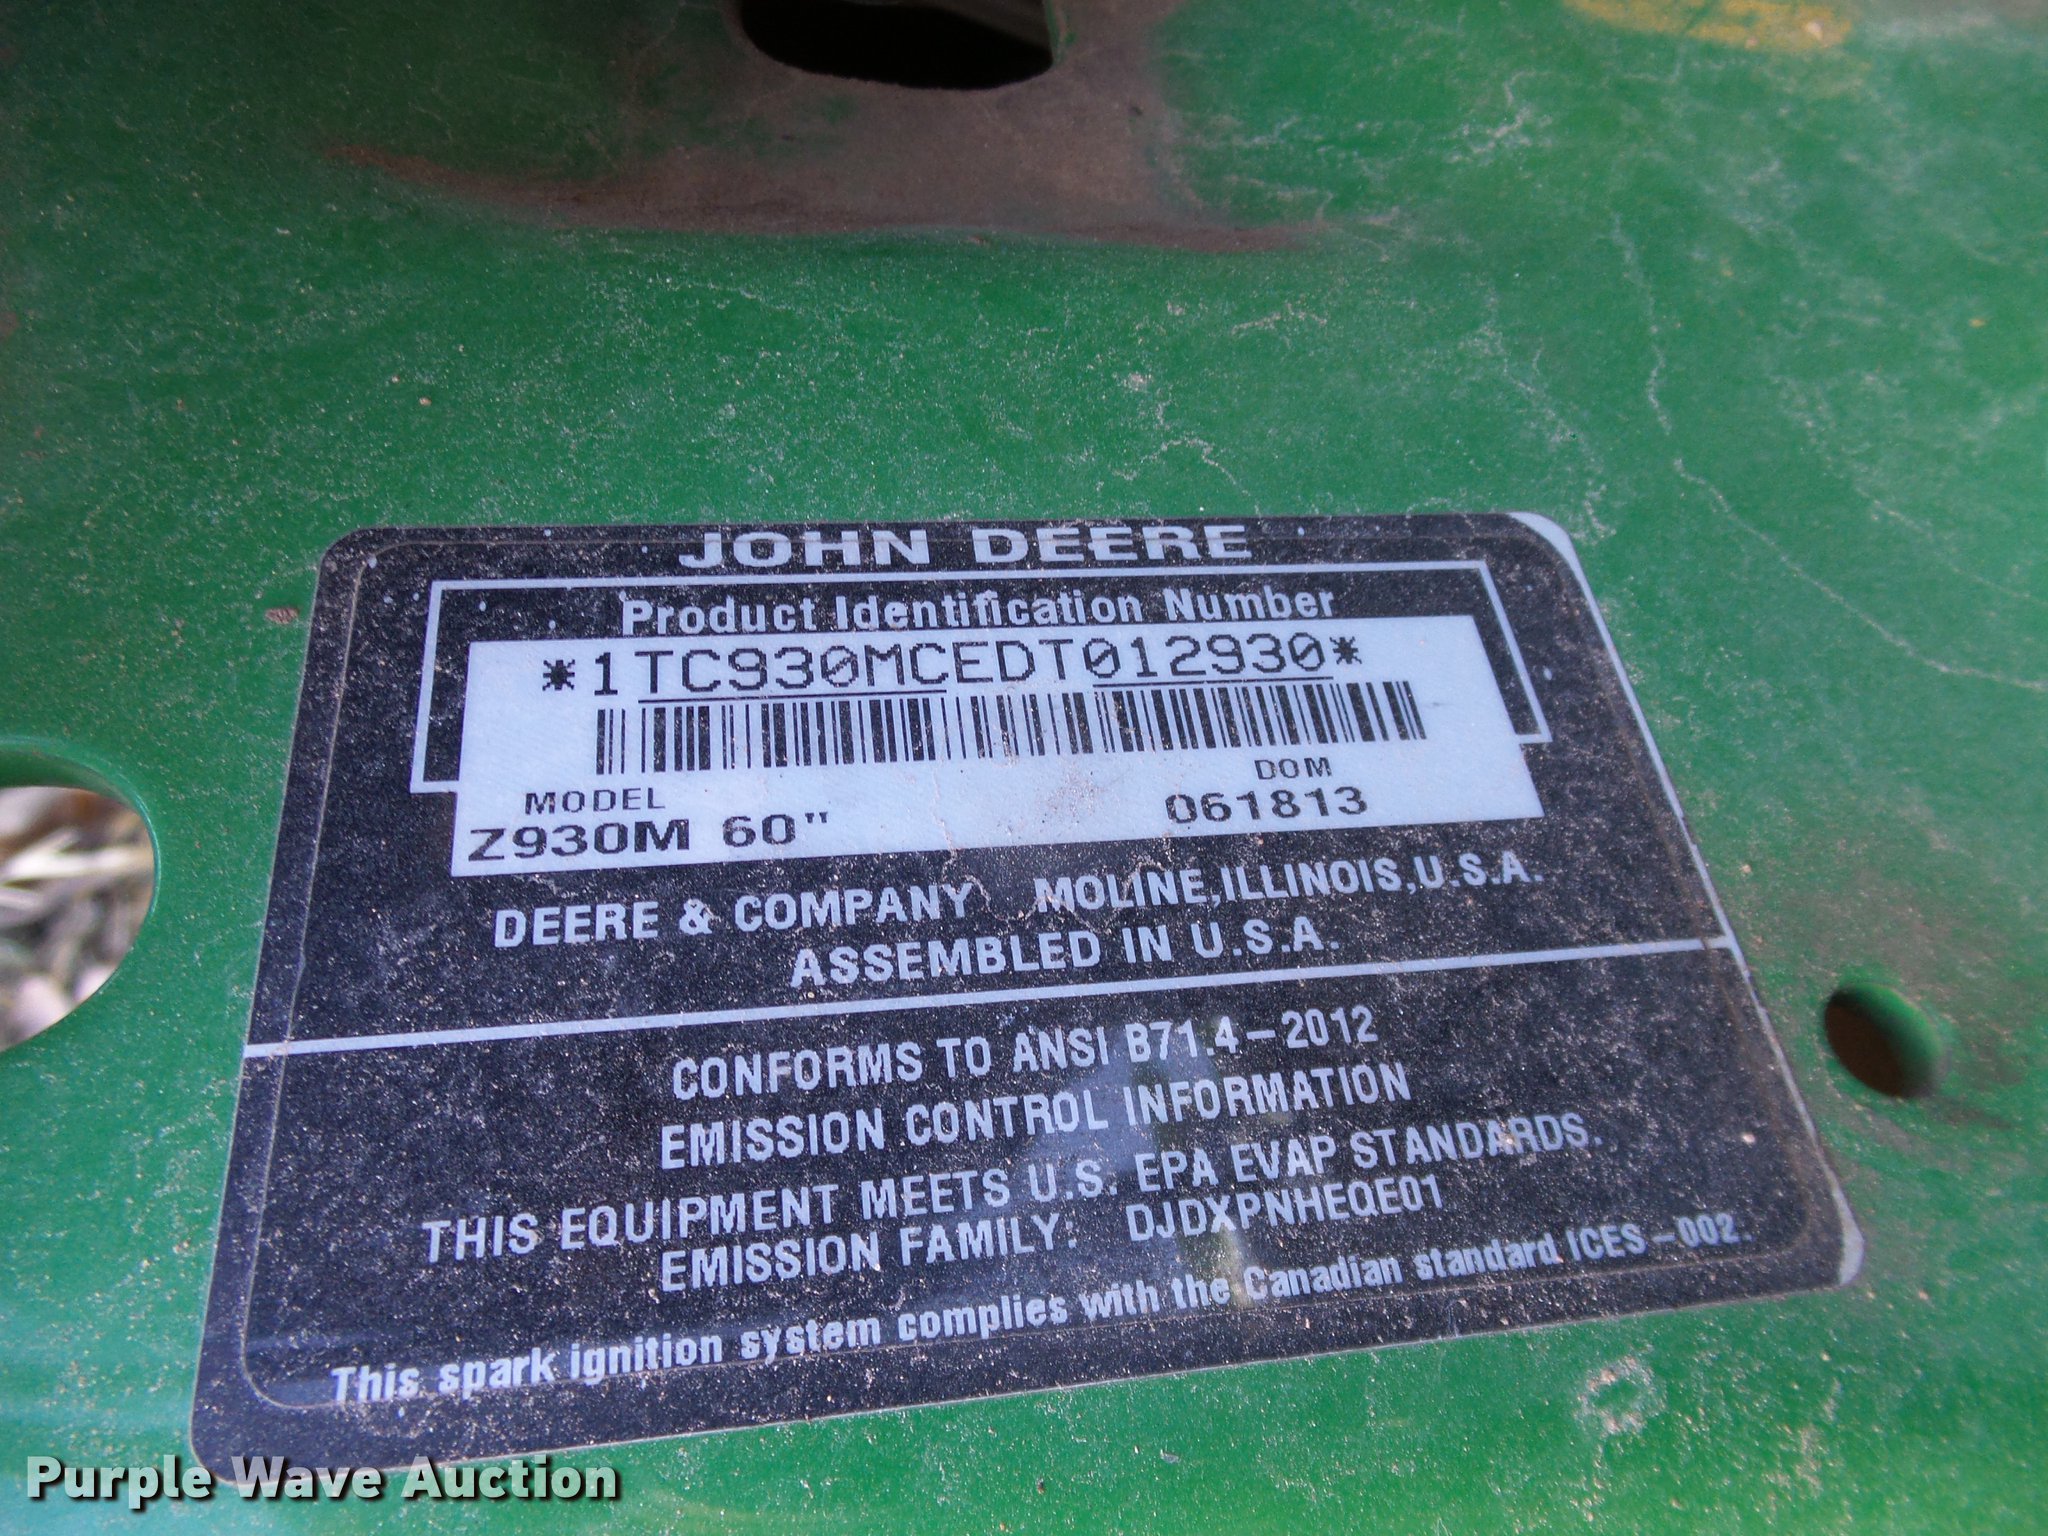 JOHN DEERE
Product Identification Number
*1TC930MCEDT012930*
MODEL
DOM
Z930M 60"
061813
DEERE & COMPANY MOLINE, ILLINOIS, U.S.A.
ASSEMBLED IN U.S.A.
CONFORMS TO ANSI B71.4-2012
EMISSION CONTROL INFORMATION
THIS EQUIPMENT MEETS U.S. EPA EVAP STANDARDS.
EMISSION FAMILY: DJDXPNHEQE01
This spark ignition system complies with the Canadian standard ICES-002.
Purple Wave Auction